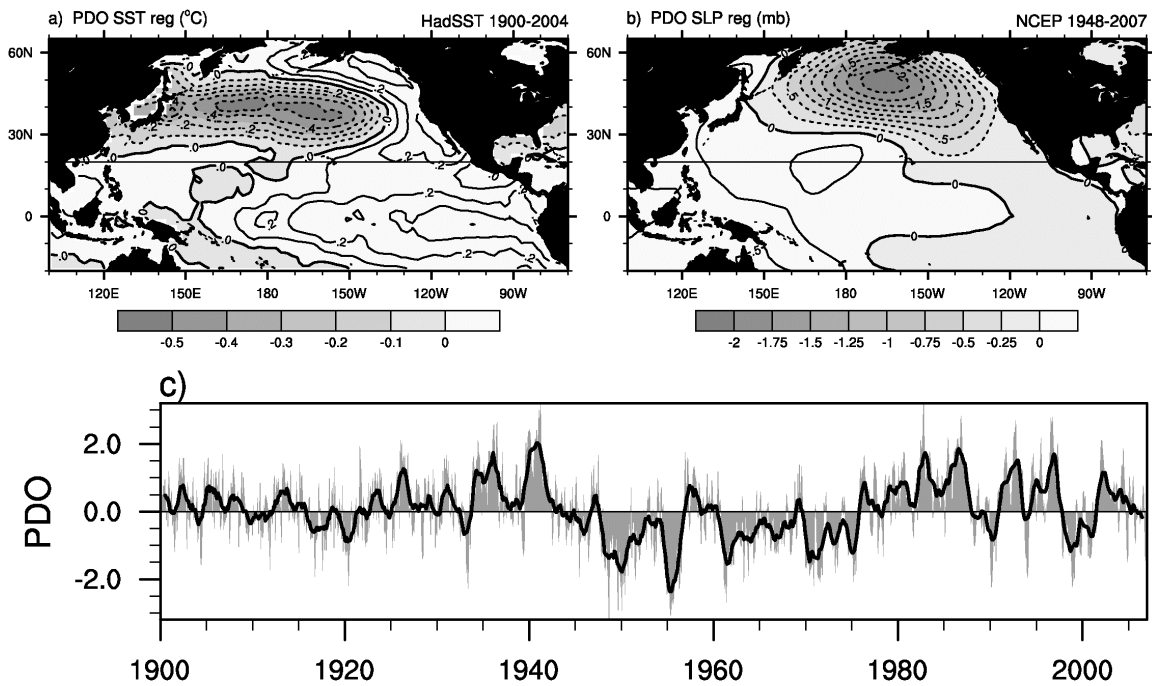 a) PDO SST reg (°C) HadSST 1900-2004
60N
30N
0
120E 150E 180 150W 120W 90W
-0.5 -0.4 -0.3 -0.2 -0.1 0
b) PDO SLP reg (mb) NCEP 1948-2007
60N
30N
0
120E 150E 180 150W 120W 90W
-2 -1.75 -1.5 -1.25 -1 -0.75 -0.5 -0.25 0
c)
PDO
2.0
0.0
-2.0
1900 1920 1940 1960 1980 2000